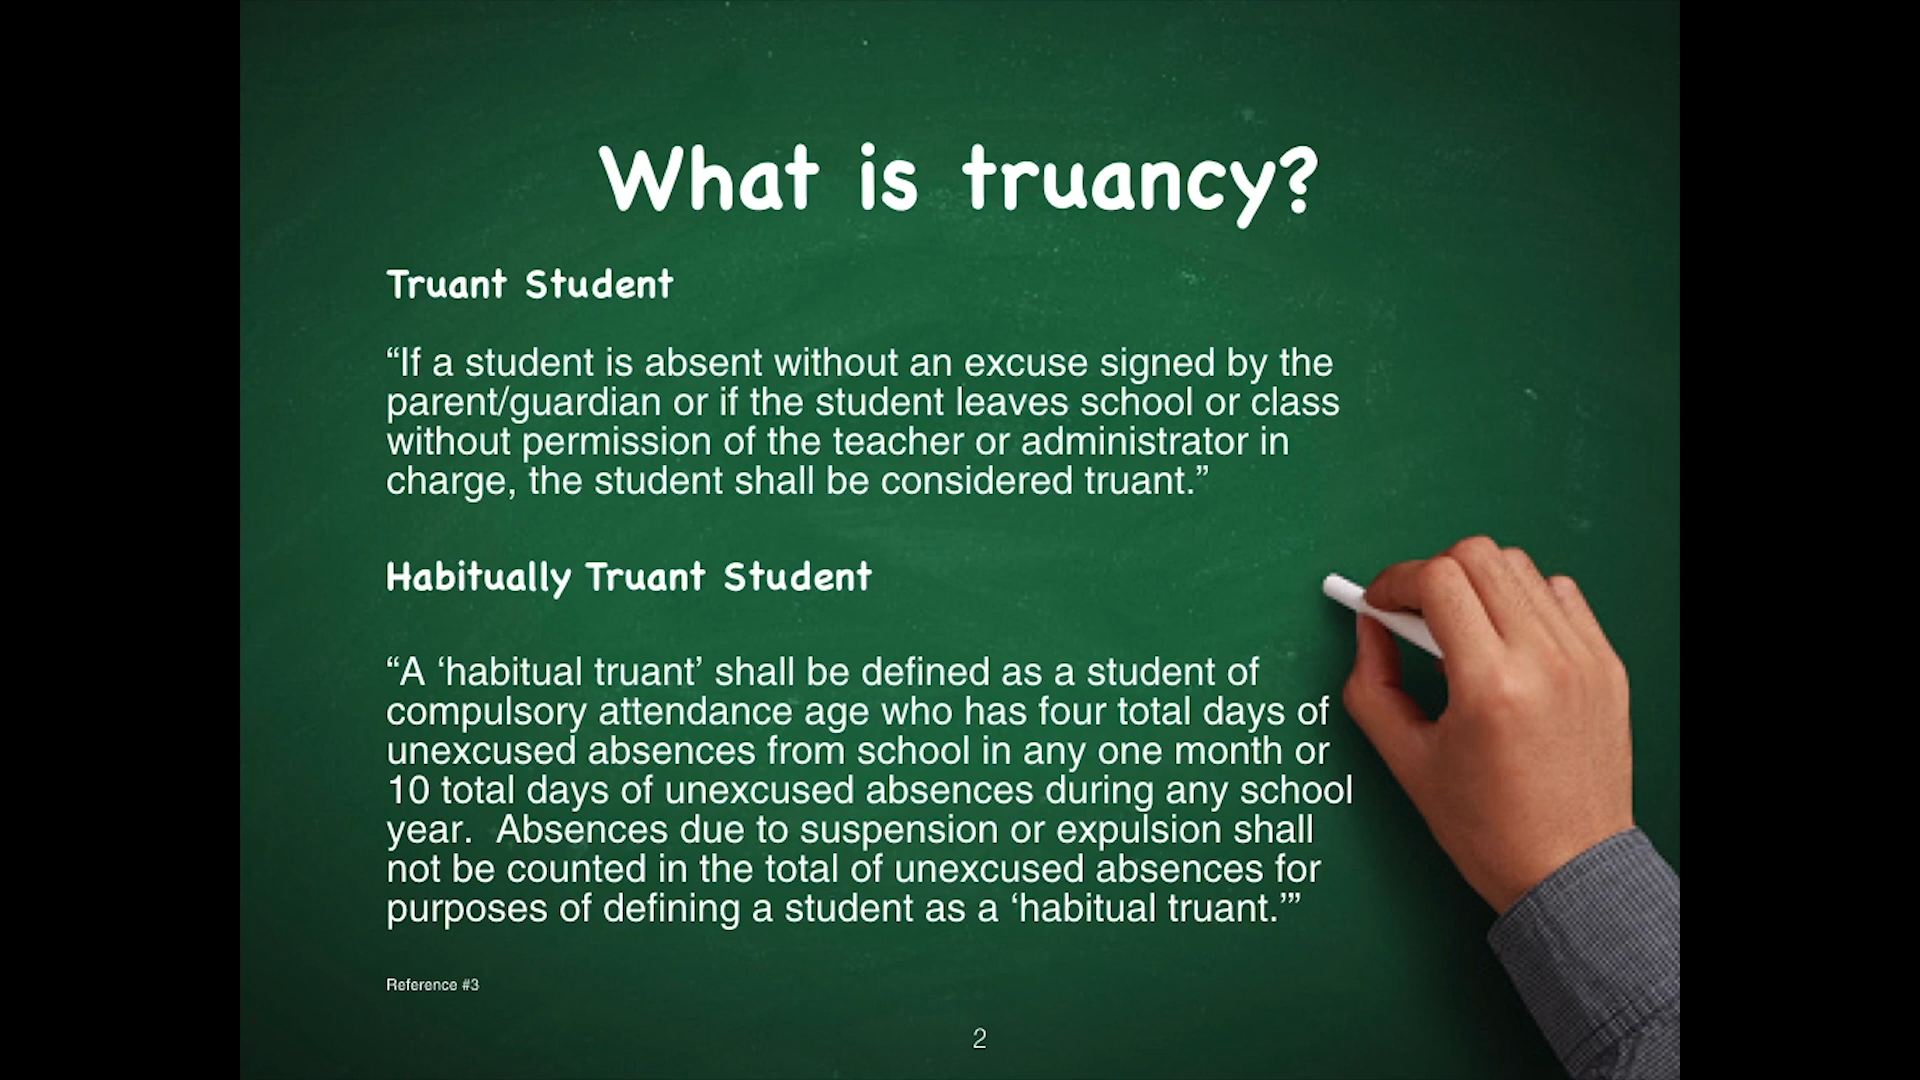 What is truancy?
Truant Student
“If a student is absent without an excuse signed by the
parent/guardian or if the student leaves school or class
without permission of the teacher or administrator in
charge, the student shall be considered truant.”
Habitually Truant Student
“A ‘habitual truant’ shall be defined as a student of
compulsory attendance age who has four total days of
unexcused absences from school in any one month or
10 total days of unexcused absences during any school
year.  Absences due to suspension or expulsion shall
not be counted in the total of unexcused absences for
purposes of defining a student as a ‘habitual truant.’”
Reference #3
2